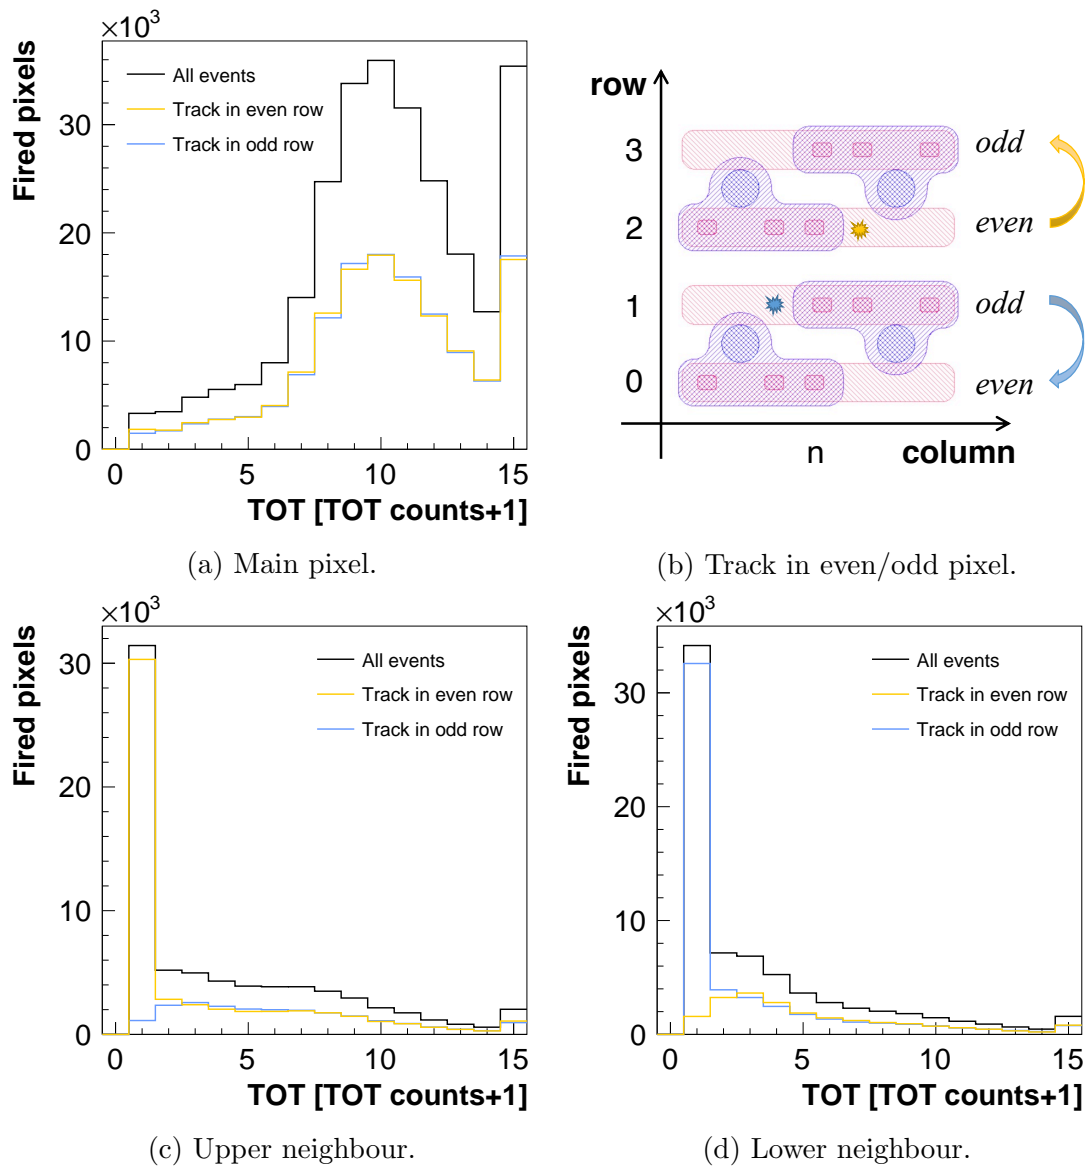 ×10³
Fired pixels
30
20
10
0
0 5 10 15
All events
Track in even row
Track in odd row
TOT [TOT counts+1]
(a) Main pixel.
row
3 odd
2 even
1 odd
0 even
n column
(b) Track in even/odd pixel.
×10³
Fired pixels
30
20
10
0
0 5 10 15
All events
Track in even row
Track in odd row
TOT [TOT counts+1]
(c) Upper neighbour.
×10³
Fired pixels
30
20
10
0
0 5 10 15
All events
Track in even row
Track in odd row
TOT [TOT counts+1]
(d) Lower neighbour.